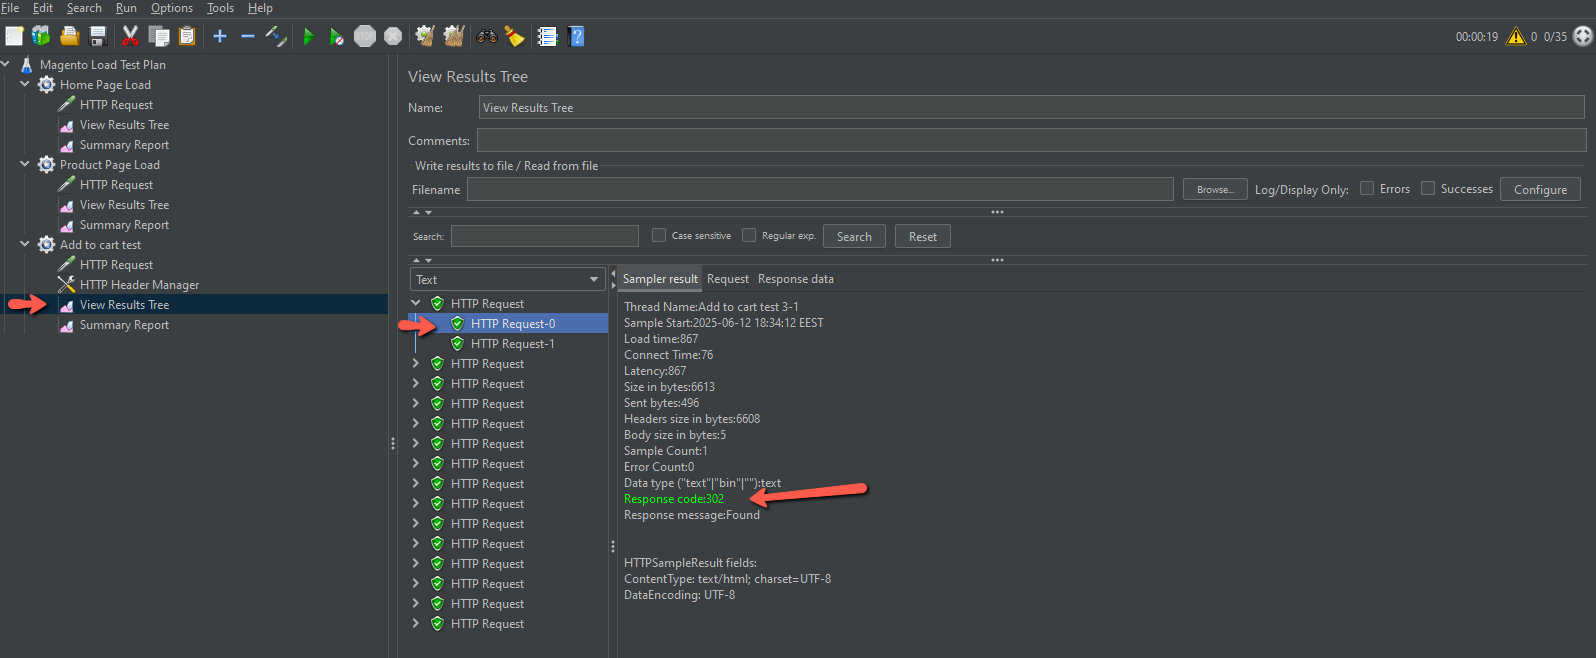 File Edit Search Run Options Tools Help
STOP
00:00:19 0 0/35
Magento Load Test Plan
Home Page Load
HTTP Request
View Results Tree
Summary Report
Product Page Load
HTTP Request
View Results Tree
Summary Report
Add to cart test
HTTP Request
HTTP Header Manager
View Results Tree
Summary Report
View Results Tree
Name: View Results Tree
Comments:
Write results to file / Read from file
Filename Browse... Log/Display Only: Errors Successes Configure
Search: Case sensitive Regular exp. Search Reset
Text
HTTP Request
HTTP Request-0
HTTP Request-1
HTTP Request
HTTP Request
HTTP Request
HTTP Request
HTTP Request
HTTP Request
HTTP Request
HTTP Request
HTTP Request
HTTP Request
HTTP Request
HTTP Request
HTTP Request
HTTP Request
Sampler result Request Response data
Thread Name:Add to cart test 3-1
Sample Start:2025-06-12 18:34:12 EEST
Load time:867
Connect Time:76
Latency:867
Size in bytes:6613
Sent bytes:496
Headers size in bytes:6608
Body size in bytes:5
Sample Count:1
Error Count:0
Data type ("text"|"bin"|""):text
Response code:302
Response message:Found
HTTPSampleResult fields:
ContentType: text/html; charset=UTF-8
DataEncoding: UTF-8